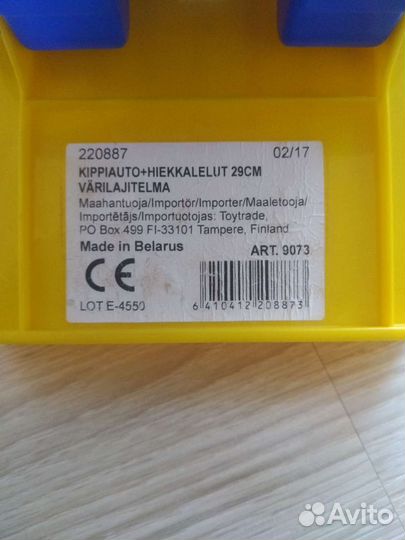 220887 02/17
KIPPIAUTO+HIEKKALELUT 29CM
VÄRILAJITELMA
Maahantuoja/Importör/Importer/Maaletooja/
Importētājs/Importuotojas: Toytrade,
PO Box 499 FI-33101 Tampere, Finland
Made in Belarus ART. 9073
CE
LOT E-4550
6 410412 208873
Avito